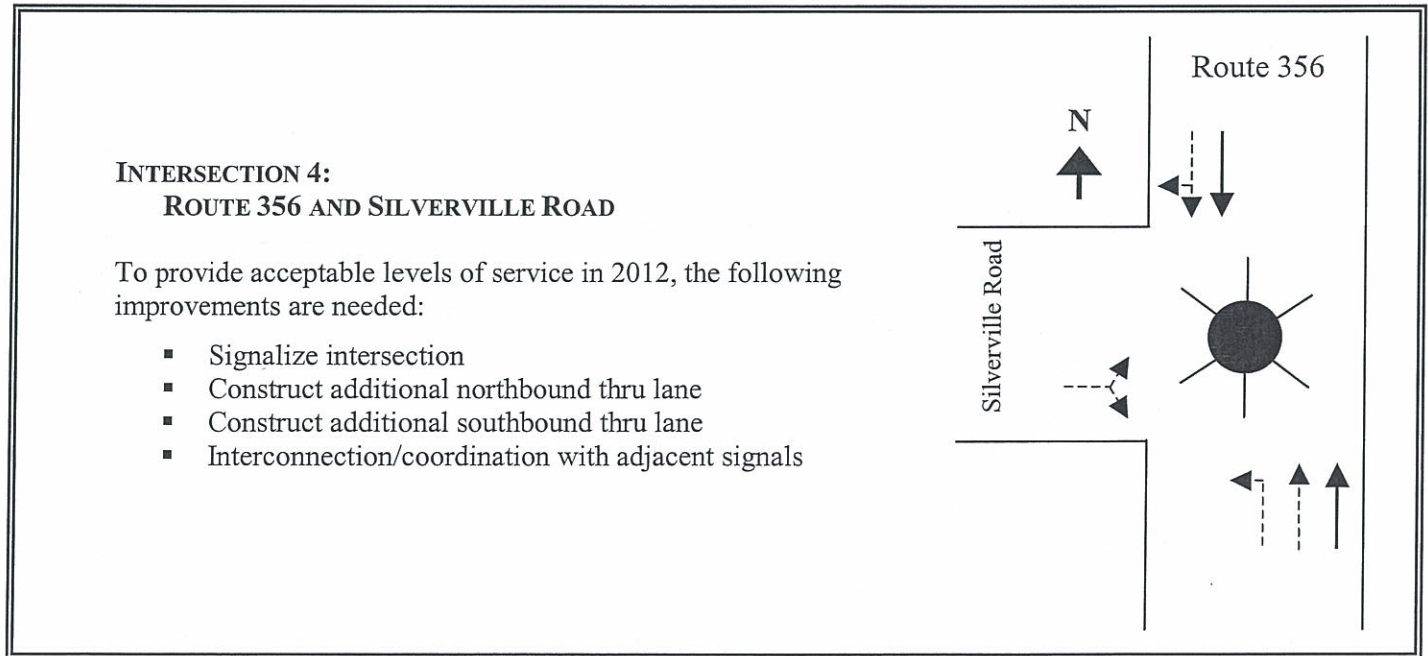 INTERSECTION 4:
ROUTE 356 AND SILVERVILLE ROAD
To provide acceptable levels of service in 2012, the following
improvements are needed:
▪ Signalize intersection
▪ Construct additional northbound thru lane
▪ Construct additional southbound thru lane
▪ Interconnection/coordination with adjacent signals
Route 356
N
Silverville Road